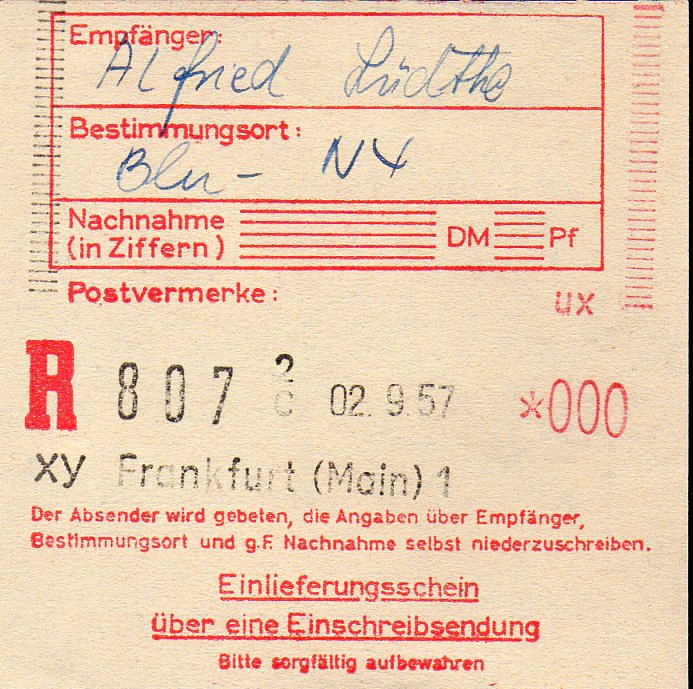 Empfänger:
Alfried Lüdtke
Bestimmungsort:
Bln - N4
Nachnahme
(in Ziffern) DM Pf
Postvermerke:
ux
R 807 2 02. 9.57 *000
xy Frankfurt (Main) 1
Der Absender wird gebeten, die Angaben über Empfänger,
Bestimmungsort und g.F. Nachnahme selbst niederzuschreiben.
Einlieferungsschein
über eine Einschreibsendung
Bitte sorgfältig aufbewahren